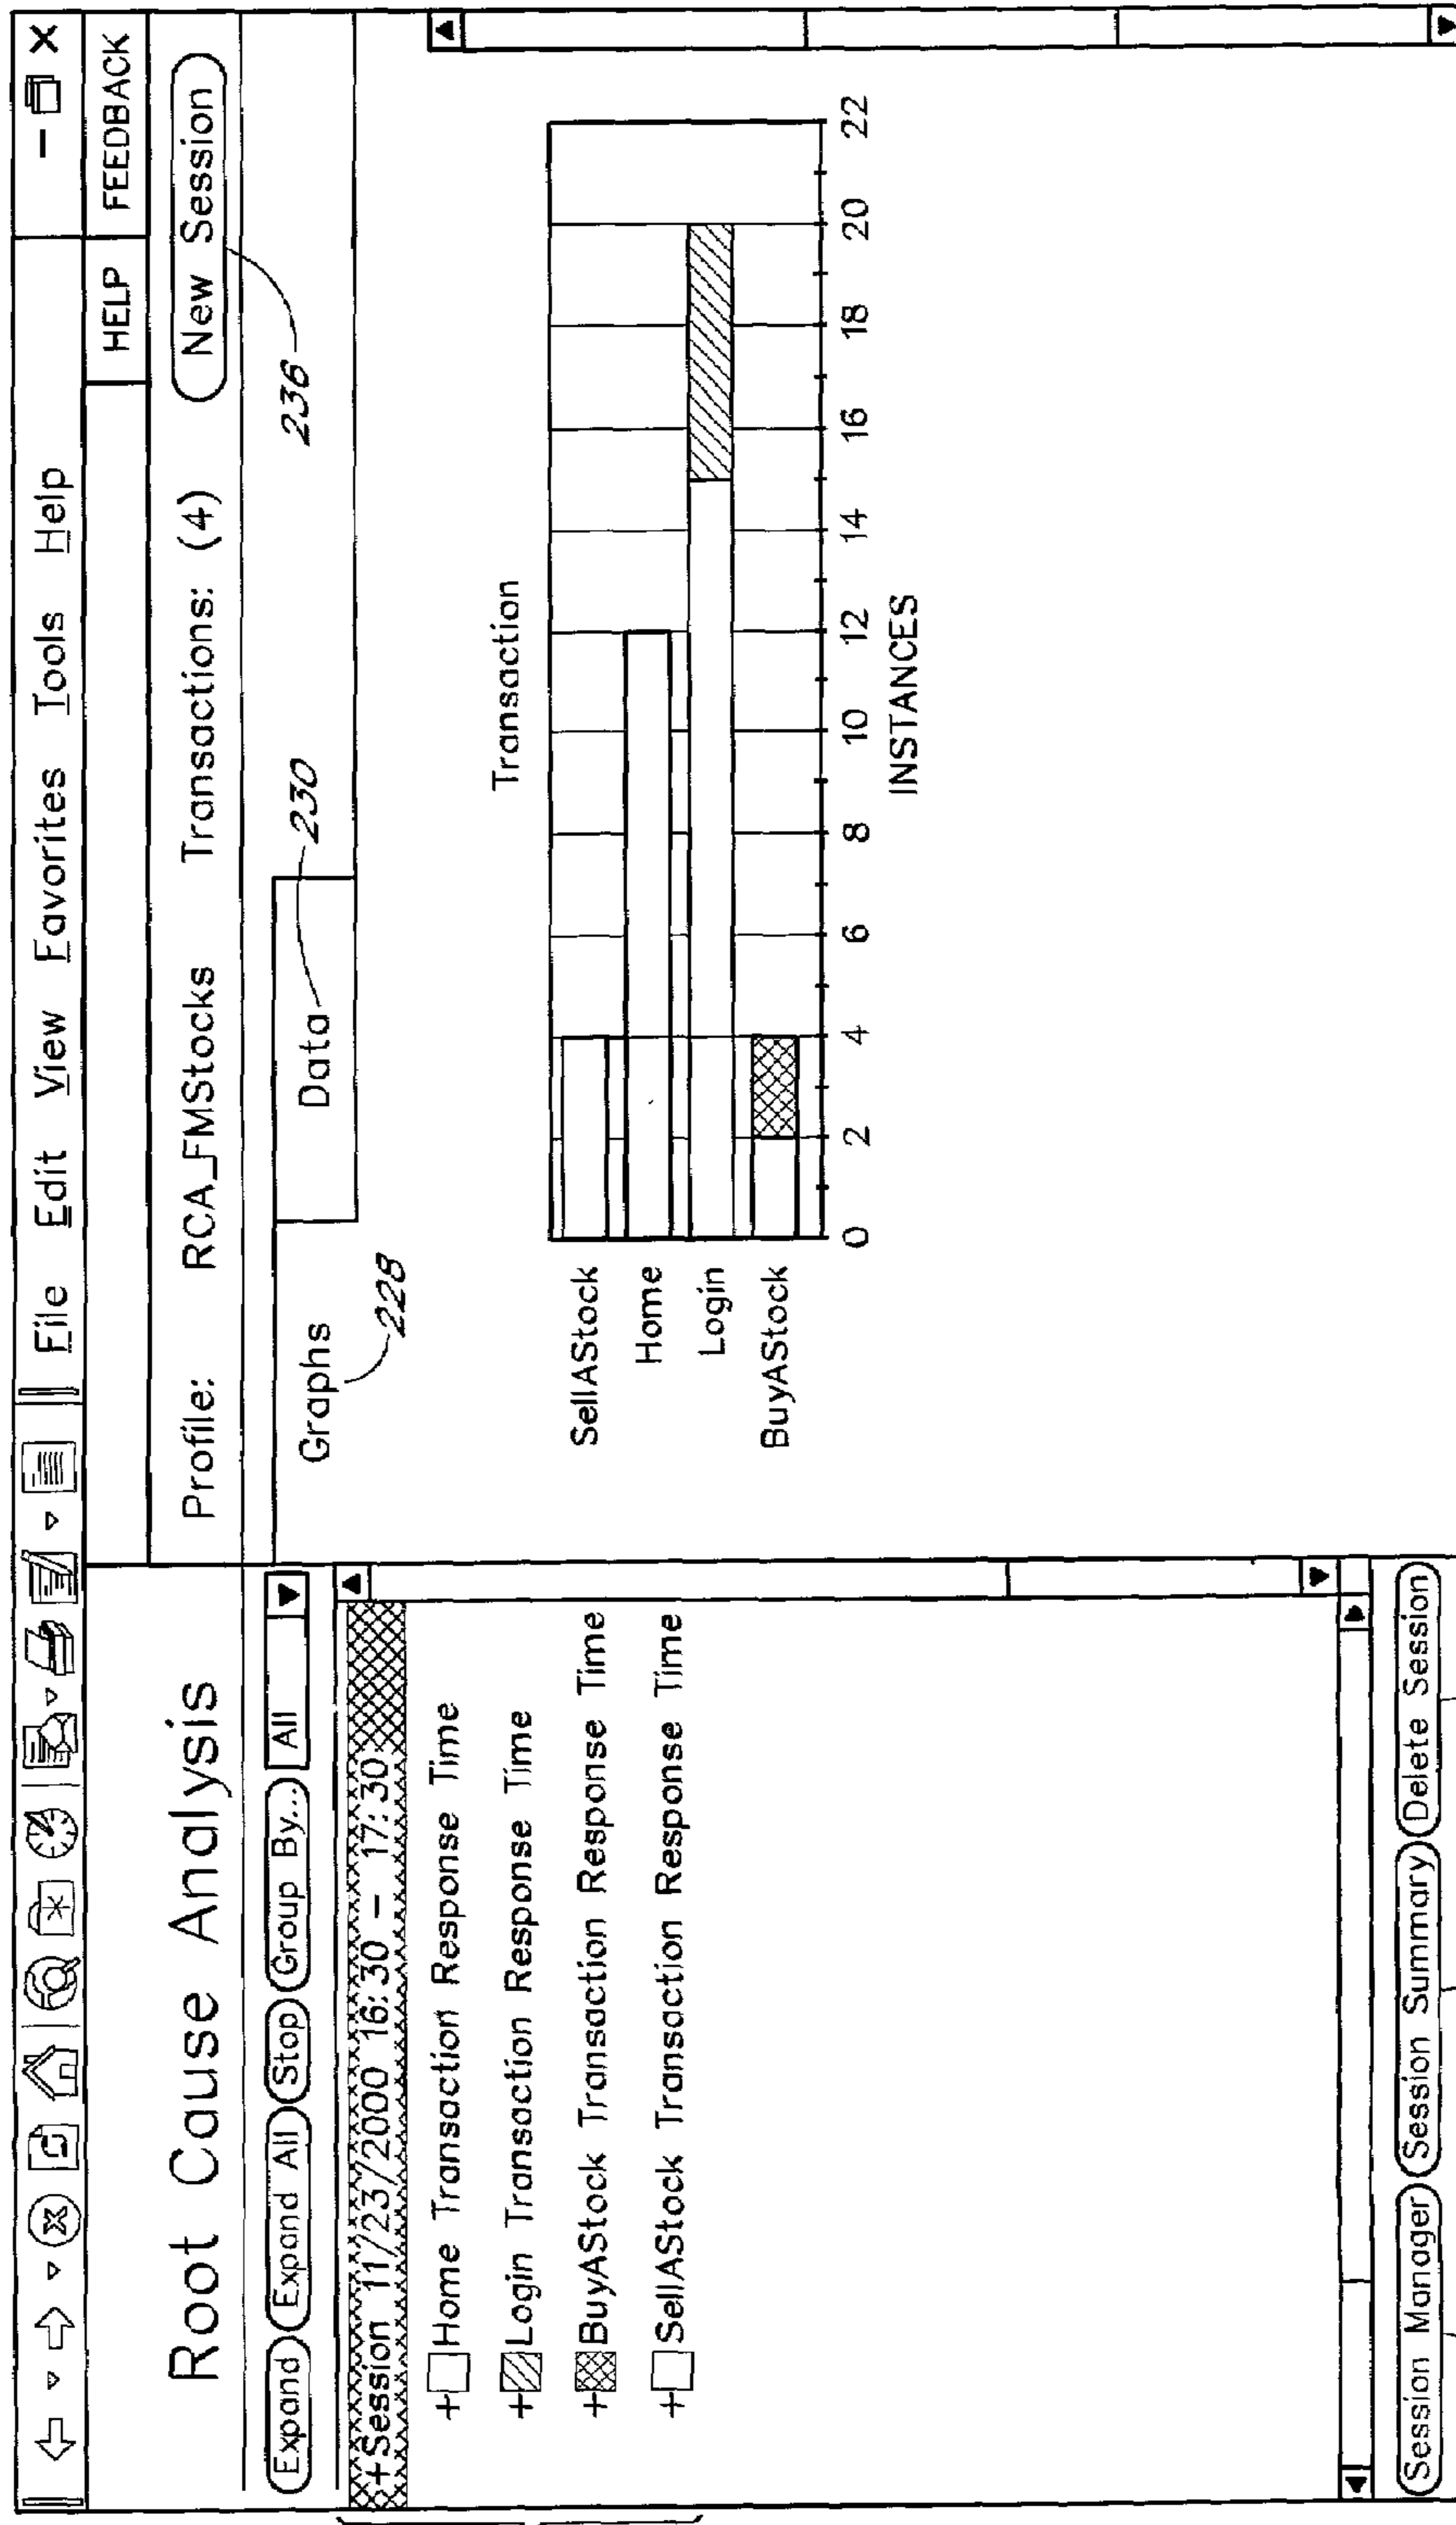 File Edit View Favorites Tools Help
HELP FEEDBACK
Root Cause Analysis
Profile: RCA_FMStocks Transactions: (4) New Session
236
Expand Expand All Stop Group By... All
+Session 11/23/2000 16:30 - 17:30
+Home Transaction Response Time
+Login Transaction Response Time
+BuyAStock Transaction Response Time
+SellAStock Transaction Response Time
Session Manager Session Summary Delete Session
Graphs Data
228 230
Transaction
SellAStock
Home
Login
BuyAStock
0 2 4 6 8 10 12 14 16 18 20 22
INSTANCES